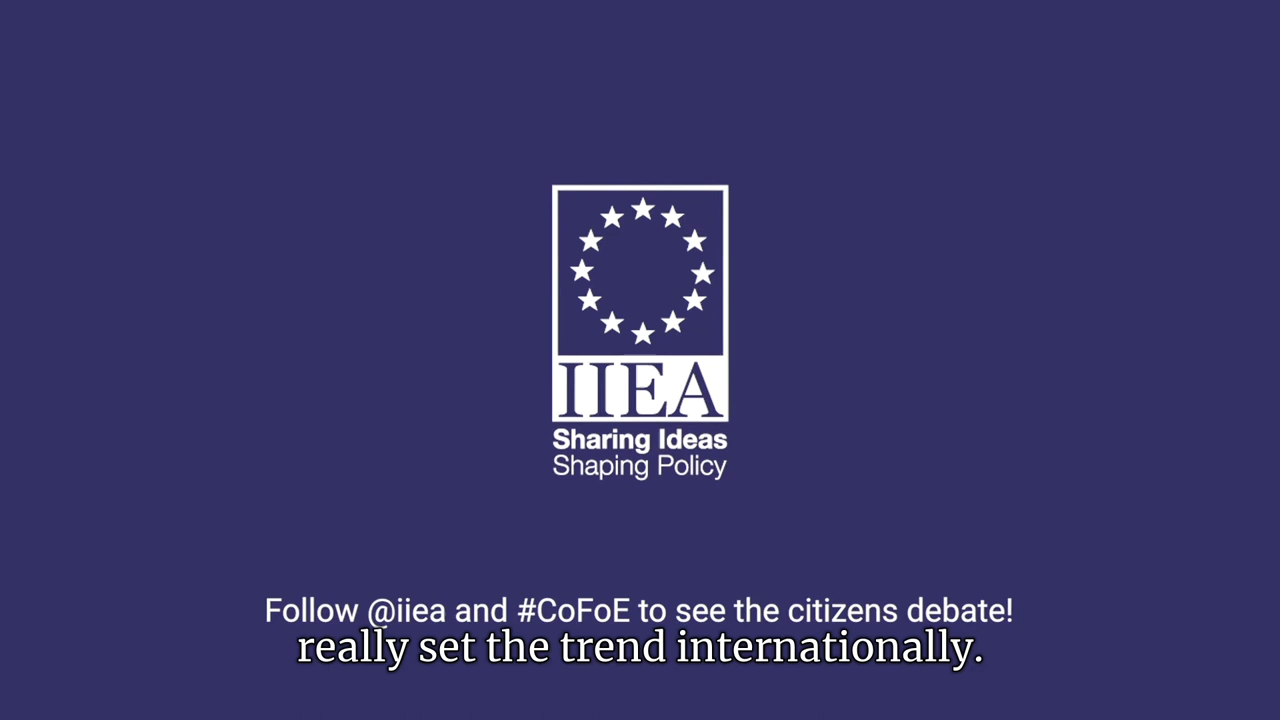 IIEA
Sharing Ideas
Shaping Policy
Follow @iiea and #CoFoE to see the citizens debate!
really set the trend internationally.